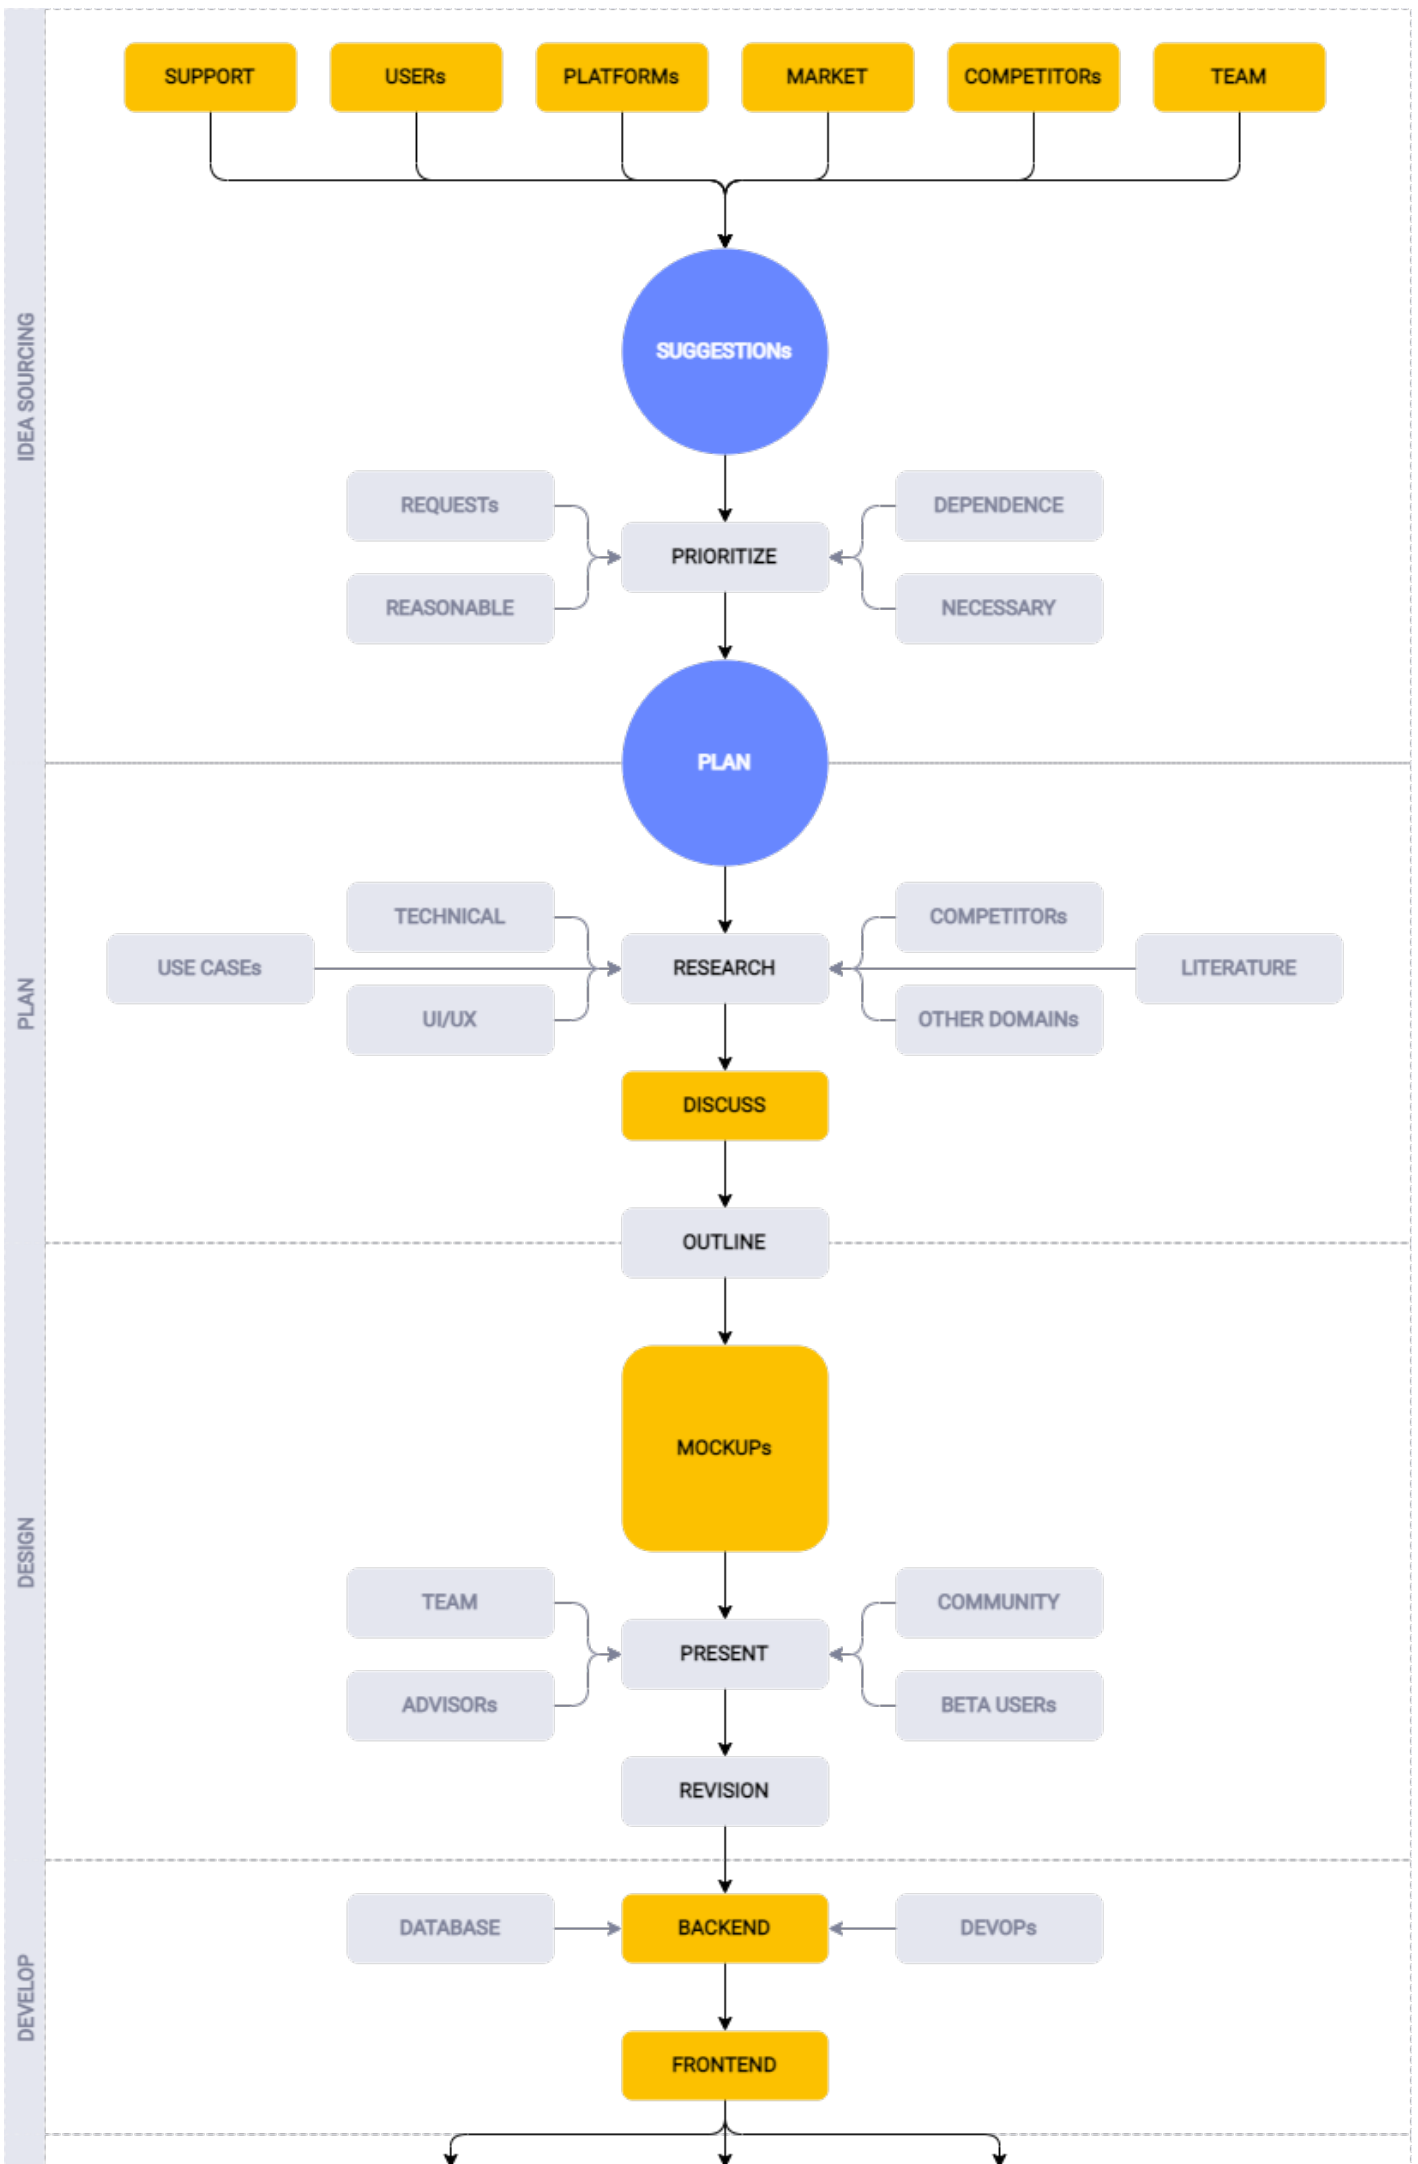 SUPPORT
USERs
PLATFORMs
MARKET
COMPETITORs
TEAM
IDEA SOURCING
SUGGESTIONs
REQUESTs
DEPENDENCE
PRIORITIZE
REASONABLE
NECESSARY
PLAN
PLAN
TECHNICAL
COMPETITORs
USE CASEs
RESEARCH
LITERATURE
UI/UX
OTHER DOMAINs
DISCUSS
OUTLINE
DESIGN
MOCKUPs
TEAM
COMMUNITY
PRESENT
ADVISORs
BETA USERs
REVISION
DEVELOP
DATABASE
BACKEND
DEVOPs
FRONTEND